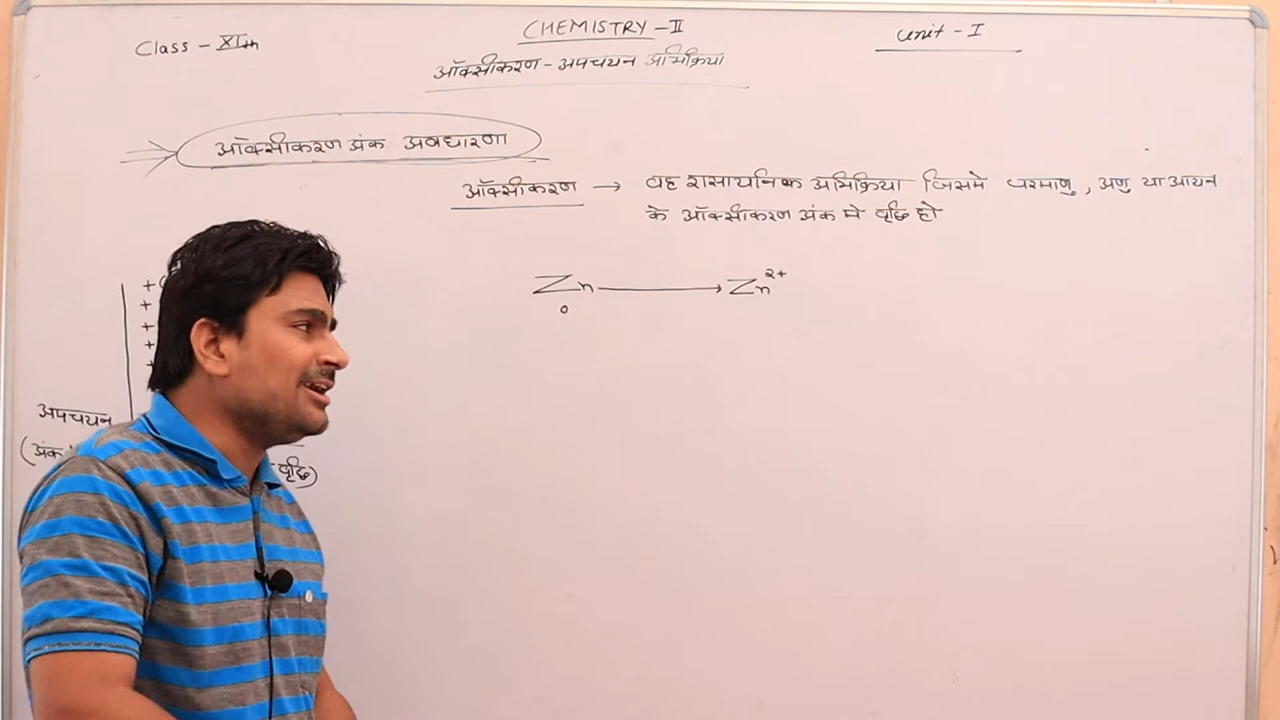 Class - XIth
CHEMISTRY - II
Unit - I
ऑक्सीकरण - अपचयन अभिक्रिया
ऑक्सीकरण अंक अवधारणा
ऑक्सीकरण → वह रासायनिक अभिक्रिया जिसमे परमाणु, अणु या आयन
के ऑक्सीकरण अंक मे वृद्धि हो
Zn → Zn²⁺
0
+
+
+
+
+
अपचयन
(अंक
वृद्धि)